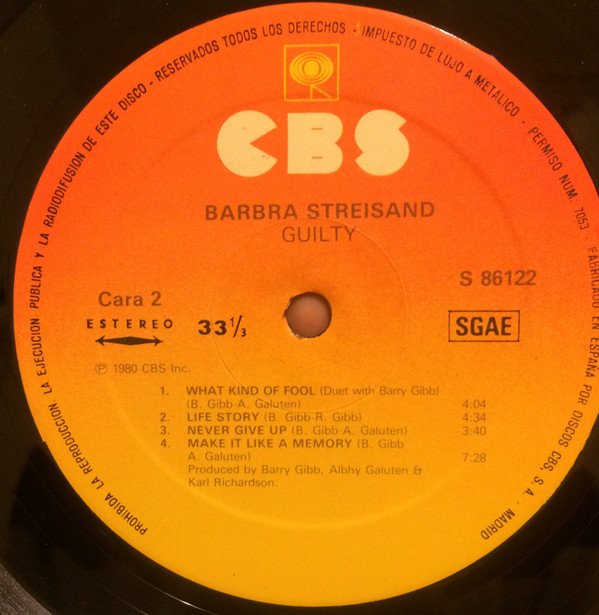 PROHIBIDA LA REPRODUCCION, LA EJECUCION PUBLICA Y LA RADIODIFUSION DE ESTE DISCO - RESERVADOS TODOS LOS DERECHOS - IMPUESTO DE LUJO A METALICO - PERMISO NUM. 7053 - FABRICADO EN ESPAÑA POR DISCOS CBS, S. A. - MADRID
CBS
BARBRA STREISAND
GUILTY
Cara 2
S 86122
ESTEREO
33 1/3
SGAE
℗ 1980 CBS Inc.
1. WHAT KIND OF FOOL (Duet with Barry Gibb)
(B. Gibb-A. Galuten) 4:04
2. LIFE STORY (B. Gibb-R. Gibb) 4:34
3. NEVER GIVE UP (B. Gibb-A. Galuten) 3:40
4. MAKE IT LIKE A MEMORY (B. Gibb
A. Galuten) 7:28
Produced by Barry Gibb, Albhy Galuten &
Karl Richardson.